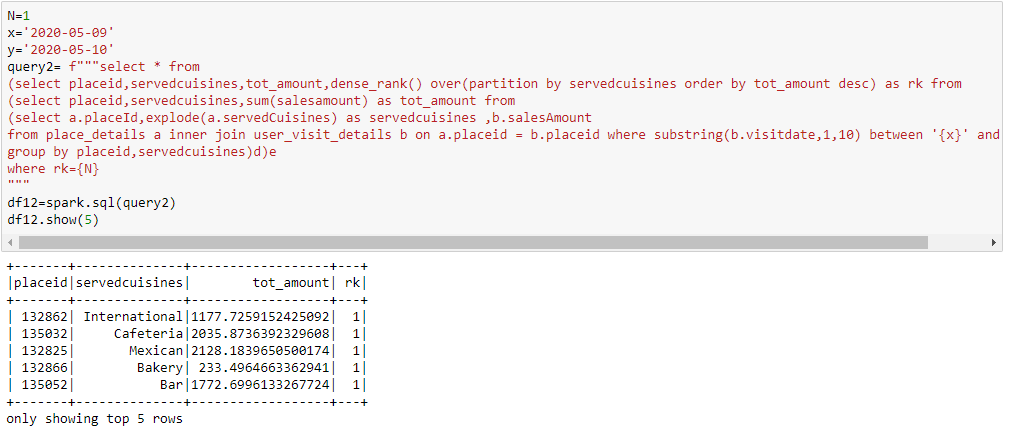 N=1
x='2020-05-09'
y='2020-05-10'
query2= f"""select * from
(select placeid,servedcuisines,tot_amount,dense_rank() over(partition by servedcuisines order by tot_amount desc) as rk from
(select placeid,servedcuisines,sum(salesamount) as tot_amount from
(select a.placeId,explode(a.servedCuisines) as servedcuisines ,b.salesAmount
from place_details a inner join user_visit_details b on a.placeid = b.placeid where substring(b.visitdate,1,10) between '{x}' and
group by placeid,servedcuisines)d)e
where rk={N}
"""
df12=spark.sql(query2)
df12.show(5)
+-------+--------------+------------------+---+
|placeid|servedcuisines|        tot_amount| rk|
+-------+--------------+------------------+---+
| 132862| International|1177.7259152425092|  1|
| 135032|     Cafeteria|2035.8736392329608|  1|
| 132825|       Mexican|2128.1839650500174|  1|
| 132866|        Bakery| 233.4964663362941|  1|
| 135052|           Bar|1772.6996133267724|  1|
+-------+--------------+------------------+---+
only showing top 5 rows